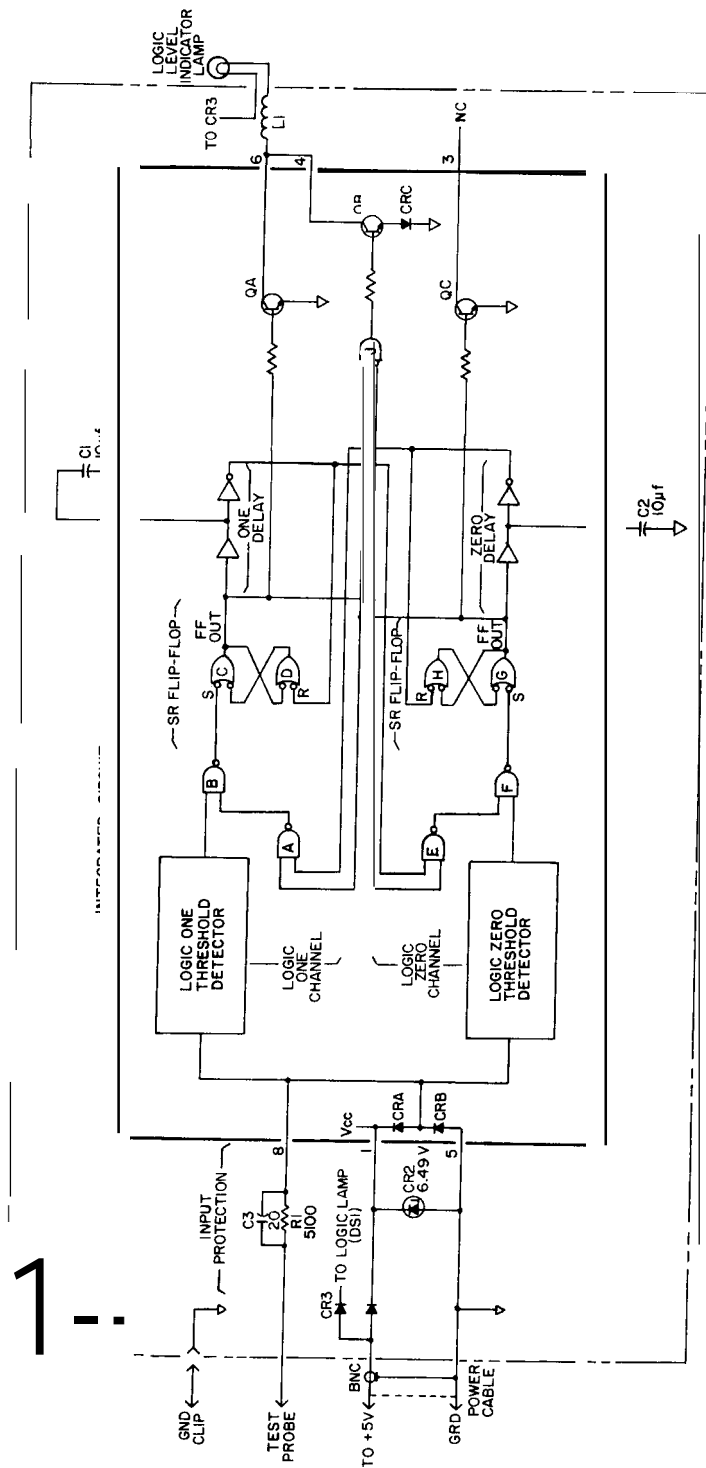 GND
CLIP
TEST
PROBE
TO +5V
BNC
GRD
POWER
CABLE
INPUT
PROTECTION
C3
20
R1
5100
CR3
TO LOGIC LAMP
(DS1)
CR2
6.49 V
8
1
5
Vcc
CRA
CRB
LOGIC ONE
THRESHOLD
DETECTOR
LOGIC
ONE
CHANNEL
LOGIC
ZERO
CHANNEL
LOGIC ZERO
THRESHOLD
DETECTOR
A
B
E
F
SR FLIP-FLOP
S
C
D
R
FF
OUT
SR FLIP-FLOP
R
H
G
S
FF
OUT
ONE
DELAY
ZERO
DELAY
C1
C2
10µf
J
QA
QC
CRC
6
4
3
NC
L1
TO CR3
LOGIC
LEVEL
INDICATOR
LAMP
1-.